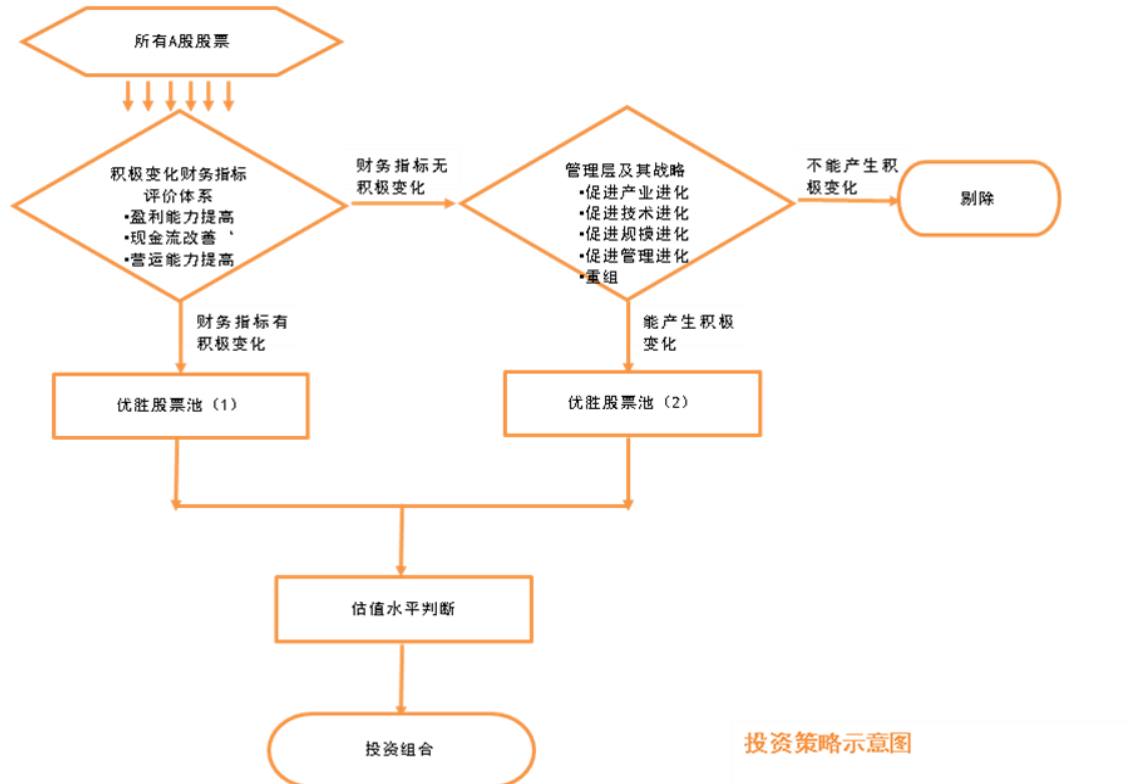 所有A股股票
积极变化财务指标
评价体系
•盈利能力提高
•现金流改善、
•营运能力提高
财务指标无
积极变化
管理层及其战略
•促进产业进化
•促进技术进化
•促进规模进化
•促进管理进化
•重组
不能产生积
极变化
剔除
财务指标有
积极变化
能产生积极
变化
优胜股票池（1）
优胜股票池（2）
估值水平判断
投资组合
投资策略示意图